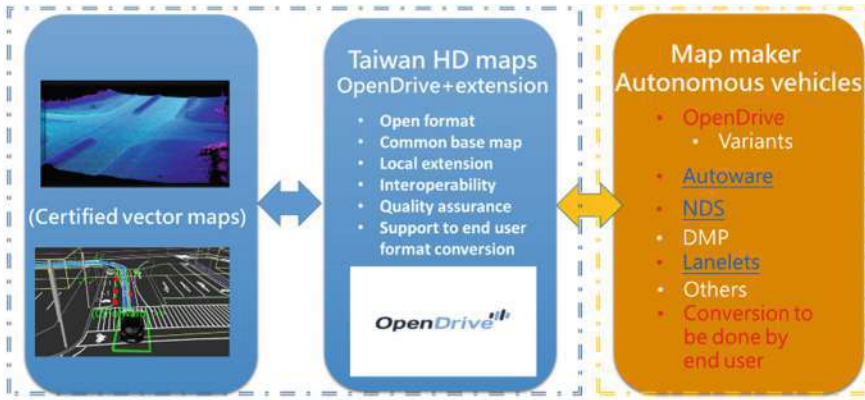 (Certified vector maps)
Taiwan HD maps
OpenDrive+extension
• Open format
• Common base map
• Local extension
• Interoperability
• Quality assurance
• Support to end user
format conversion
OpenDrive
Map maker
Autonomous vehicles
• OpenDrive
• Variants
• Autoware
• NDS
• DMP
• Lanelets
• Others
• Conversion to
be done by
end user